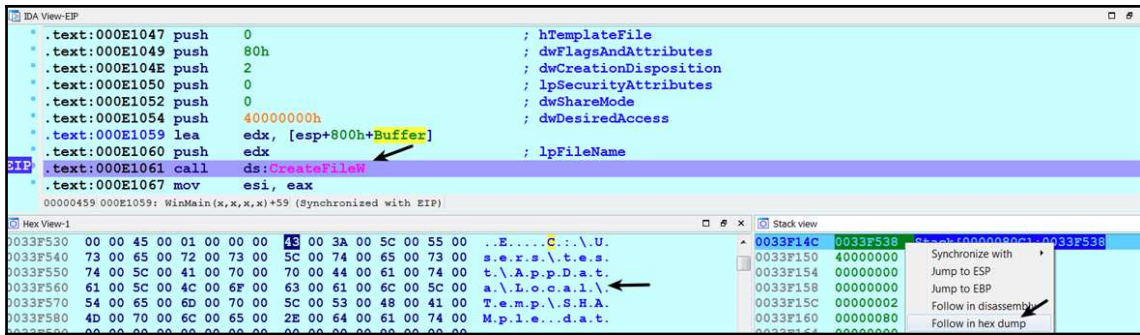 IDA View-EIP
.text:000E1047 push 0 ; hTemplateFile
.text:000E1049 push 80h ; dwFlagsAndAttributes
.text:000E104E push 2 ; dwCreationDisposition
.text:000E1050 push 0 ; lpSecurityAttributes
.text:000E1052 push 0 ; dwShareMode
.text:000E1054 push 40000000h ; dwDesiredAccess
.text:000E1059 lea edx, [esp+800h+Buffer]
.text:000E1060 push edx ; lpFileName
EIP .text:000E1061 call ds:CreateFileW
.text:000E1067 mov esi, eax
00000459 000E1059: WinMain(x,x,x,x)+59 (Synchronized with EIP)
Hex View-1
0033F530 00 00 45 00 01 00 00 00 43 00 3A 00 5C 00 55 00 ..E.....C.:.\.U.
0033F540 73 00 65 00 72 00 73 00 5C 00 74 00 65 00 73 00 s.e.r.s.\.t.e.s.
0033F550 74 00 5C 00 41 00 70 00 70 00 44 00 61 00 74 00 t.\.A.p.p.D.a.t.
0033F560 61 00 5C 00 4C 00 6F 00 63 00 61 00 6C 00 5C 00 a.\.L.o.c.a.l.\.
0033F570 54 00 65 00 6D 00 70 00 5C 00 53 00 48 00 41 00 T.e.m.p.\.S.H.A.
0033F580 4D 00 70 00 6C 00 65 00 2E 00 64 00 61 00 74 00 M.p.l.e...d.a.t.
Stack view
0033F14C 0033F538 Stack[0000080C]:0033F538
0033F150 40000000
0033F154 00000000
0033F158 00000000
0033F15C 00000002
0033F160 00000080
Synchronize with
Jump to ESP
Jump to EBP
Follow in disassembly
Follow in hex dump